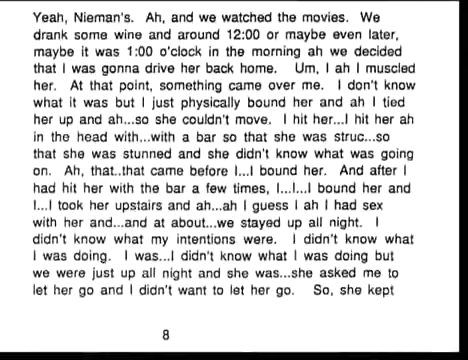 Yeah, Nieman's. Ah, and we watched the movies. We
drank some wine and around 12:00 or maybe even later,
maybe it was 1:00 o'clock in the morning ah we decided
that I was gonna drive her back home. Um, I ah I muscled
her. At that point, something came over me. I don't know
what it was but I just physically bound her and ah I tied
her up and ah...so she couldn't move. I hit her...I hit her ah
in the head with,..with a bar so that she was struc...so
that she was stunned and she didn't know what was going
on. Ah, that..that came before I...I bound her. And after I
had hit her with the bar a few times, I...I...I bound her and
I...I took her upstairs and ah...ah I guess I ah I had sex
with her and...and at about...we stayed up all night. I
didn't know what my intentions were. I didn't know what
I was doing. I was...I didn't know what I was doing but
we were just up all night and she was...she asked me to
let her go and I didn't want to let her go. So, she kept
8